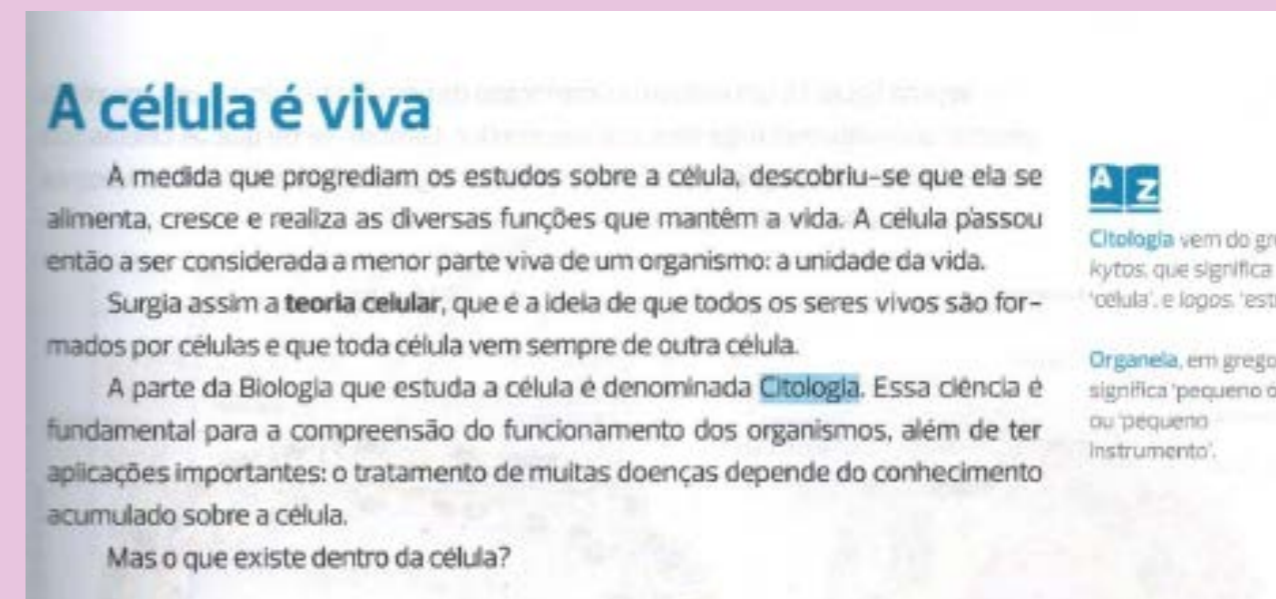 A célula é viva
À medida que progrediam os estudos sobre a célula, descobriu-se que ela se
alimenta, cresce e realiza as diversas funções que mantêm a vida. A célula passou
então a ser considerada a menor parte viva de um organismo: a unidade da vida.
Surgia assim a teoria celular, que é a ideia de que todos os seres vivos são for-
mados por células e que toda célula vem sempre de outra célula.
A parte da Biologia que estuda a célula é denominada Citologia. Essa ciência é
fundamental para a compreensão do funcionamento dos organismos, além de ter
aplicações importantes: o tratamento de muitas doenças depende do conhecimento
acumulado sobre a célula.
Mas o que existe dentro da célula?
A Z
Citologia vem do gre
kytos, que significa
'célula', e logos, 'est
Organela, em grego
significa 'pequeno ó
ou 'pequeno
instrumento'.